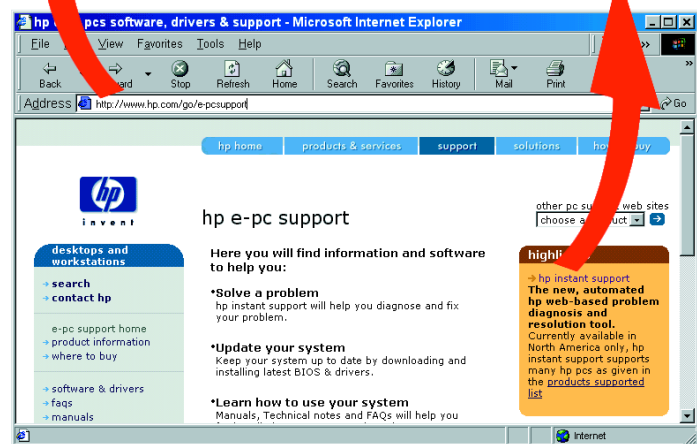 hp pcs software, drivers & support - Microsoft Internet Explorer
File View Favorites Tools Help
Back Stop Refresh Home Search Favorites History Mail Print
Address http://www.hp.com/go/e-pcsupport Go
hp home products & services support solutions
hp
invent
hp e-pc support
other pc web sites
choose a
desktops and
workstations
search
contact hp
e-pc support home
product information
where to buy
software & drivers
faqs
manuals
Here you will find information and software
to help you:
•Solve a problem
hp instant support will help you diagnose and fix
your problem.
•Update your system
Keep your system up to date by downloading and
installing latest BIOS & drivers.
•Learn how to use your system
Manuals, Technical notes and FAQs will help you
hp instant support
The new, automated
hp web-based problem
diagnosis and
resolution tool.
Currently available in
North America only, hp
instant support supports
many hp pcs as given in
the products supported
list
Internet